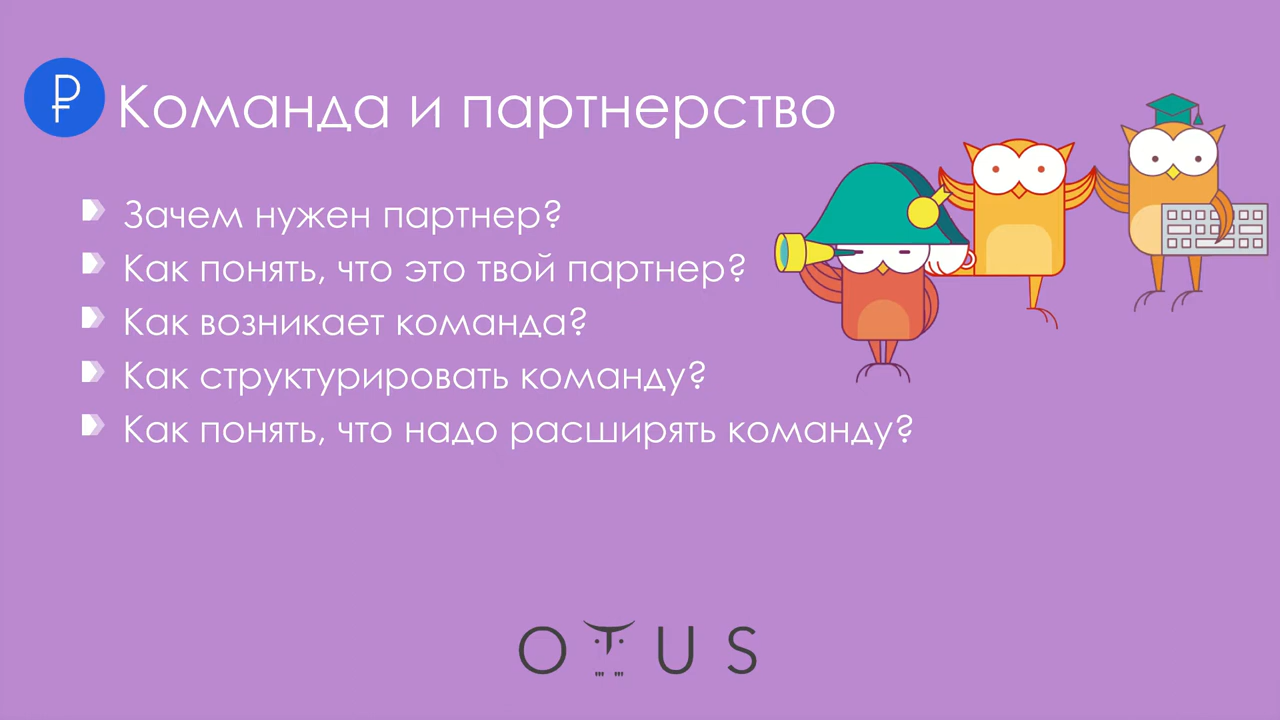 ₽ Команда и партнерство
Зачем нужен партнер?
Как понять, что это твой партнер?
Как возникает команда?
Как структурировать команду?
Как понять, что надо расширять команду?
OTUS